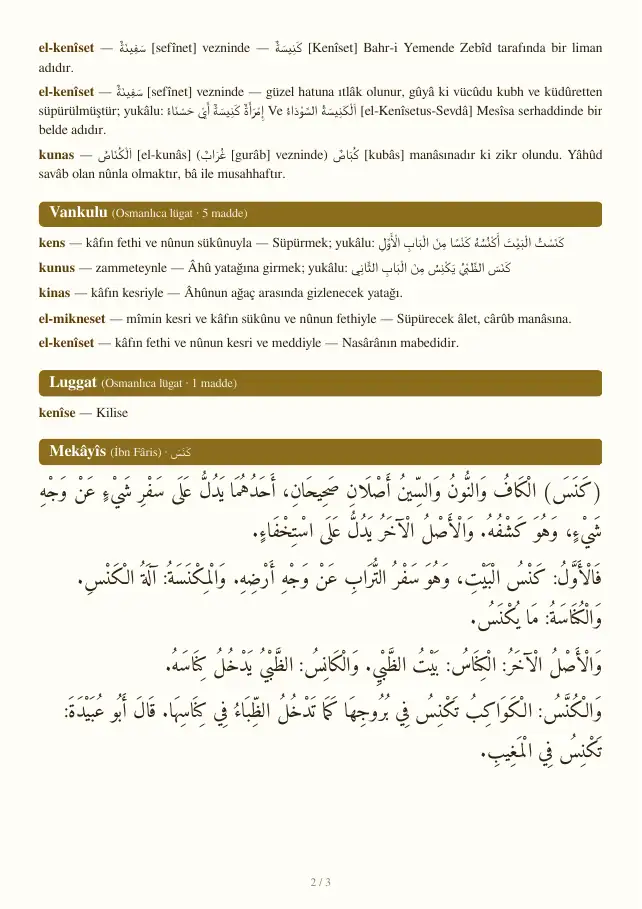 el-kenîset — سَفِينَةٌ [sefînet] vezninde — كَنِيسَةٌ [Kenîset] Bahr-i Yemende Zebîd tarafında bir liman
adıdır.
el-kenîset — سَفِينَةٌ [sefînet] vezninde — güzel hatuna ıtlâk olunur, gûyâ ki vücûdu kubh ve küdûretten
süpürülmüştür; yukâlu: إِمْرَأَةٌ كَنِيسَةٌ أَيْ حَسْنَاءُ Ve اَلْكَنِيسَةُ السَّوْدَاءُ [el-Kenîsetus-Sevdâ] Mesîsa serhaddinde bir
belde adıdır.
kunas — اَلْكُنَاسُ [el-kunâs] (غُرَابٌ [gurâb] vezninde) كُبَاسٌ [kubâs] manâsınadır ki zikr olundu. Yâhûd
savâb olan nûnla olmaktır, bâ ile musahhaftır.
Vankulu (Osmanlıca lügat · 5 madde)
kens — kâfın fethi ve nûnun sükûnuyla — Süpürmek; yukâlu: كَنَسْتُ الْبَيْتَ أَكْنُسُهُ كَنْسًا مِنَ الْبَابِ الْأَوَّلِ
kunus — zammeteynle — Âhû yatağına girmek; yukâlu: كَنَسَ الظَّبْيُ يَكْنِسُ مِنَ الْبَابِ الثَّانِى
kinas — kâfın kesriyle — Âhûnun ağaç arasında gizlenecek yatağı.
el-mikneset — mîmin kesri ve kâfın sükûnu ve nûnun fethiyle — Süpürecek âlet, cârûb manâsına.
el-kenîset — kâfın fethi ve nûnun kesri ve meddiyle — Nasârânın mabedidir.
Luggat (Osmanlıca lügat · 1 madde)
kenîse — Kilise
Mekâyîs (İbn Fâris) · كَنَسَ
(كَنَسَ) الْكَافُ وَالنُّونُ وَالسِّينُ أَصْلَانِ صَحِيحَانِ، أَحَدُهُمَا يَدُلُّ عَلَى سَفْرِ شَيْءٍ عَنْ وَجْهِ
شَيْءٍ، وَهُوَ كَشْفُهُ. وَالْأَصْلُ الْآخَرُ يَدُلُّ عَلَى اسْتِخْفَاءٍ.
فَالْأَوَّلُ: كَنْسُ الْبَيْتِ، وَهُوَ سَفْرُ التُّرَابِ عَنْ وَجْهِ أَرْضِهِ. وَالْمِكْنَسَةُ: آلَةُ الْكَنْسِ.
وَالْكُنَاسَةُ: مَا يُكْنَسُ.
وَالْأَصْلُ الْآخَرُ: الْكِنَاسُ: بَيْتُ الظَّبْيِ. وَالْكَانِسُ: الظَّبْيُ يَدْخُلُ كِنَاسَهُ.
وَالْكُنَّسُ: الْكَوَاكِبُ تَكْنِسُ فِي بُرُوجِهَا كَمَا تَدْخُلُ الظِّبَاءُ فِي كِنَاسِهَا. قَالَ أَبُو عُبَيْدَةَ:
تَكْنِسُ فِي الْمَغِيبِ.
2 / 3